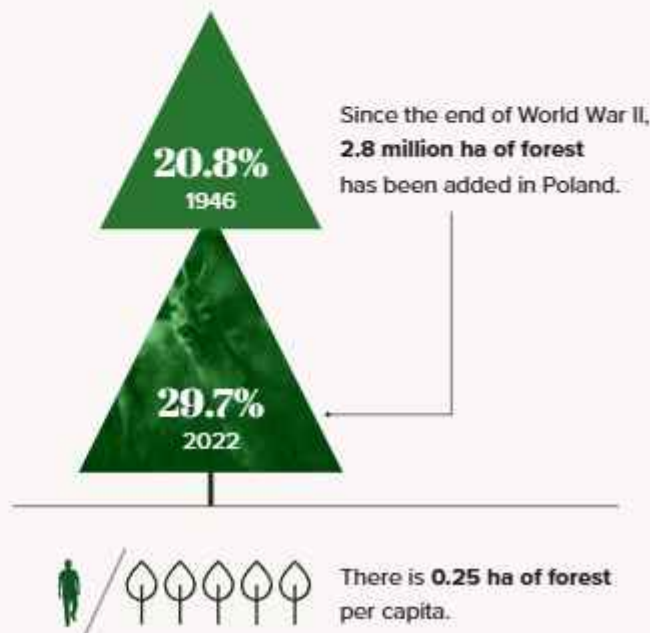 20.8%
1946
Since the end of World War II,
2.8 million ha of forest
has been added in Poland.
29.7%
2022
There is 0.25 ha of forest
per capita.